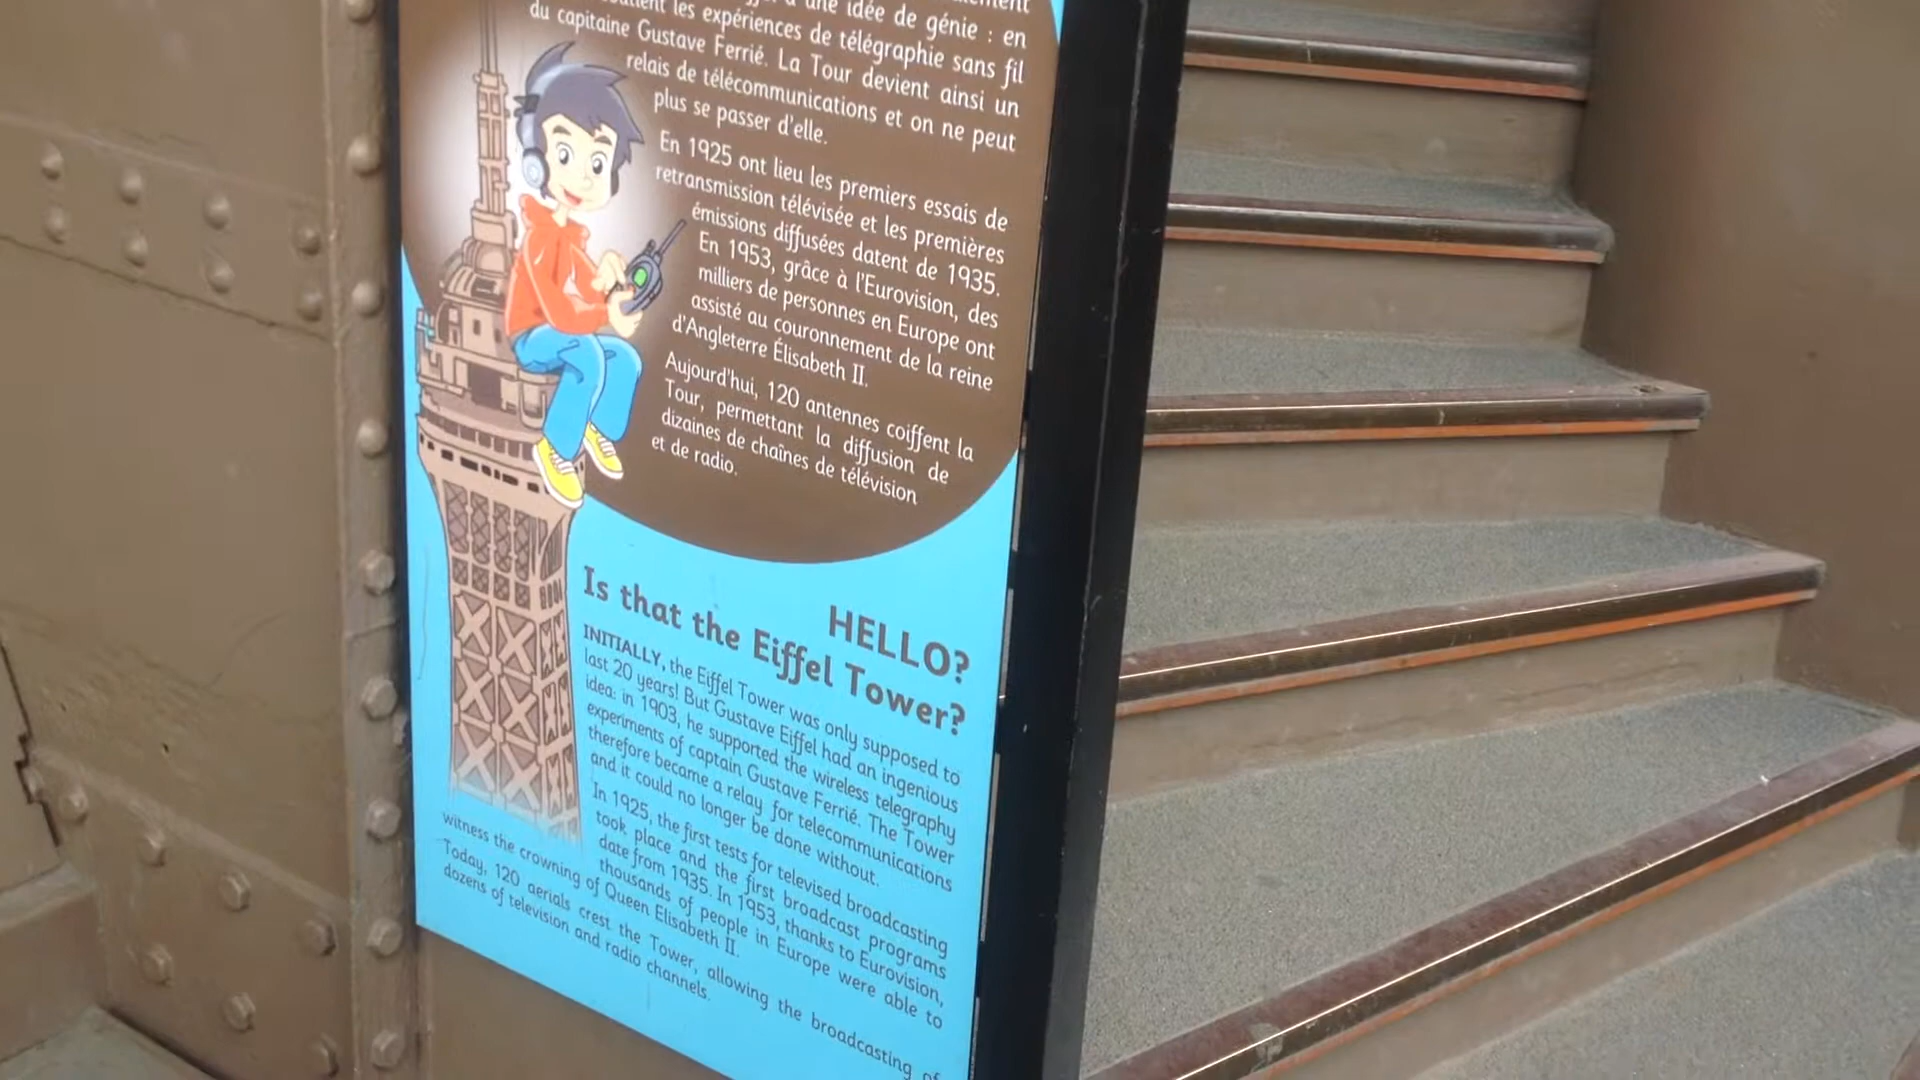 une idée de génie : en
les expériences de télégraphie sans fil
du capitaine Gustave Ferrié. La Tour devient ainsi un
relais de télécommunications et on ne peut
plus se passer d'elle.
En 1925 ont lieu les premiers essais de
retransmission télévisée et les premières
émissions diffusées datent de 1935.
En 1953, grâce à l'Eurovision, des
milliers de personnes en Europe ont
assisté au couronnement de la reine
d'Angleterre Élisabeth II.
Aujourd'hui, 120 antennes coiffent la
Tour, permettant la diffusion de
dizaines de chaînes de télévision
et de radio.
HELLO?
Is that the Eiffel Tower?
INITIALLY, the Eiffel Tower was only supposed to
last 20 years! But Gustave Eiffel had an ingenious
idea: in 1903, he supported the wireless telegraphy
experiments of captain Gustave Ferrié. The Tower
therefore became a relay for telecommunications
and it could no longer be done without.
In 1925, the first tests for televised broadcasting
took place and the first broadcast programs
date from 1935. In 1953, thanks to Eurovision,
thousands of people in Europe were able to
witness the crowning of Queen Elisabeth II.
Today, 120 aerials crest the Tower, allowing the broadcasting of
dozens of television and radio channels.